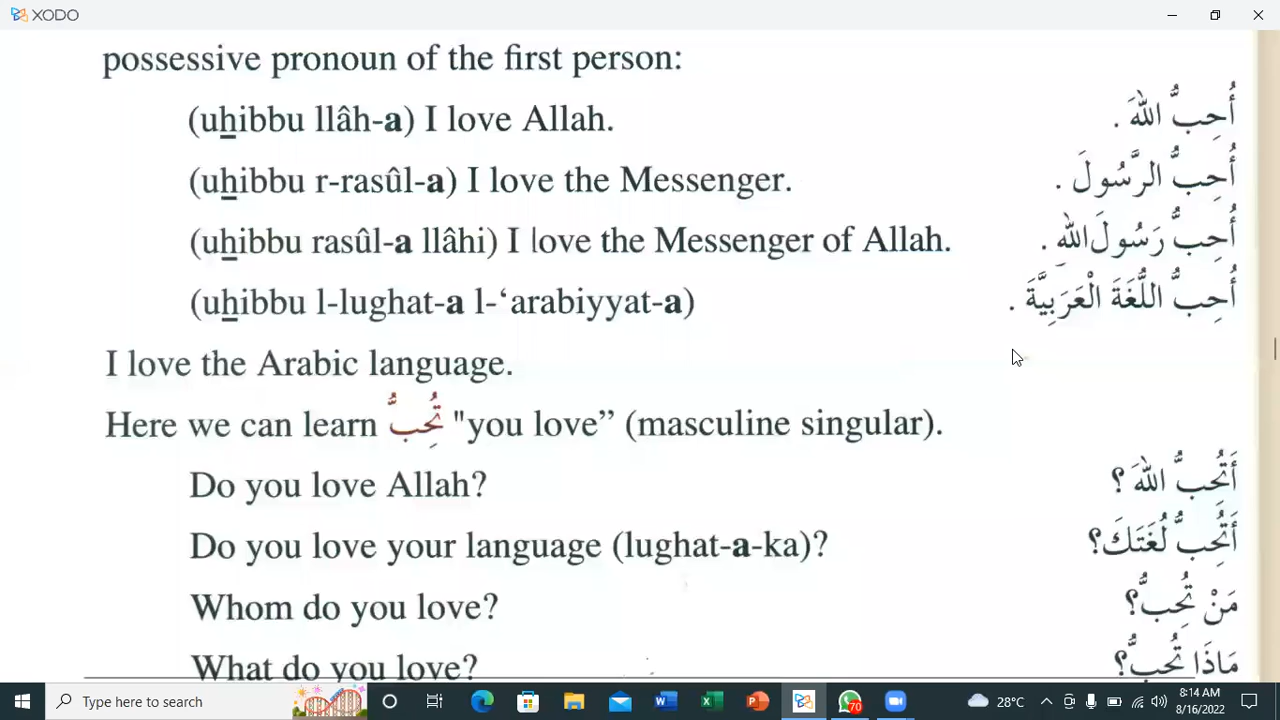 XODO
possessive pronoun of the first person:
(uhibbu llâh-a) I love Allah. أُحِبُّ اللهَ .
(uhibbu r-rasûl-a) I love the Messenger. أُحِبُّ الرَّسُولَ .
(uhibbu rasûl-a llâhi) I love the Messenger of Allah. أُحِبُّ رَسُولَ اللهِ .
(uhibbu l-lughat-a l-‘arabiyyat-a) أُحِبُّ اللُّغَةَ الْعَرَبِيَّةَ .
I love the Arabic language.
Here we can learn تُحِبُّ "you love” (masculine singular).
Do you love Allah? أَتُحِبُّ اللهَ ؟
Do you love your language (lughat-a-ka)? أَتُحِبُّ لُغَتَكَ؟
Whom do you love? مَنْ تُحِبُّ؟
What do you love? مَاذَا تُحِبُّ؟
Type here to search 70 28°C 8:14 AM
8/16/2022